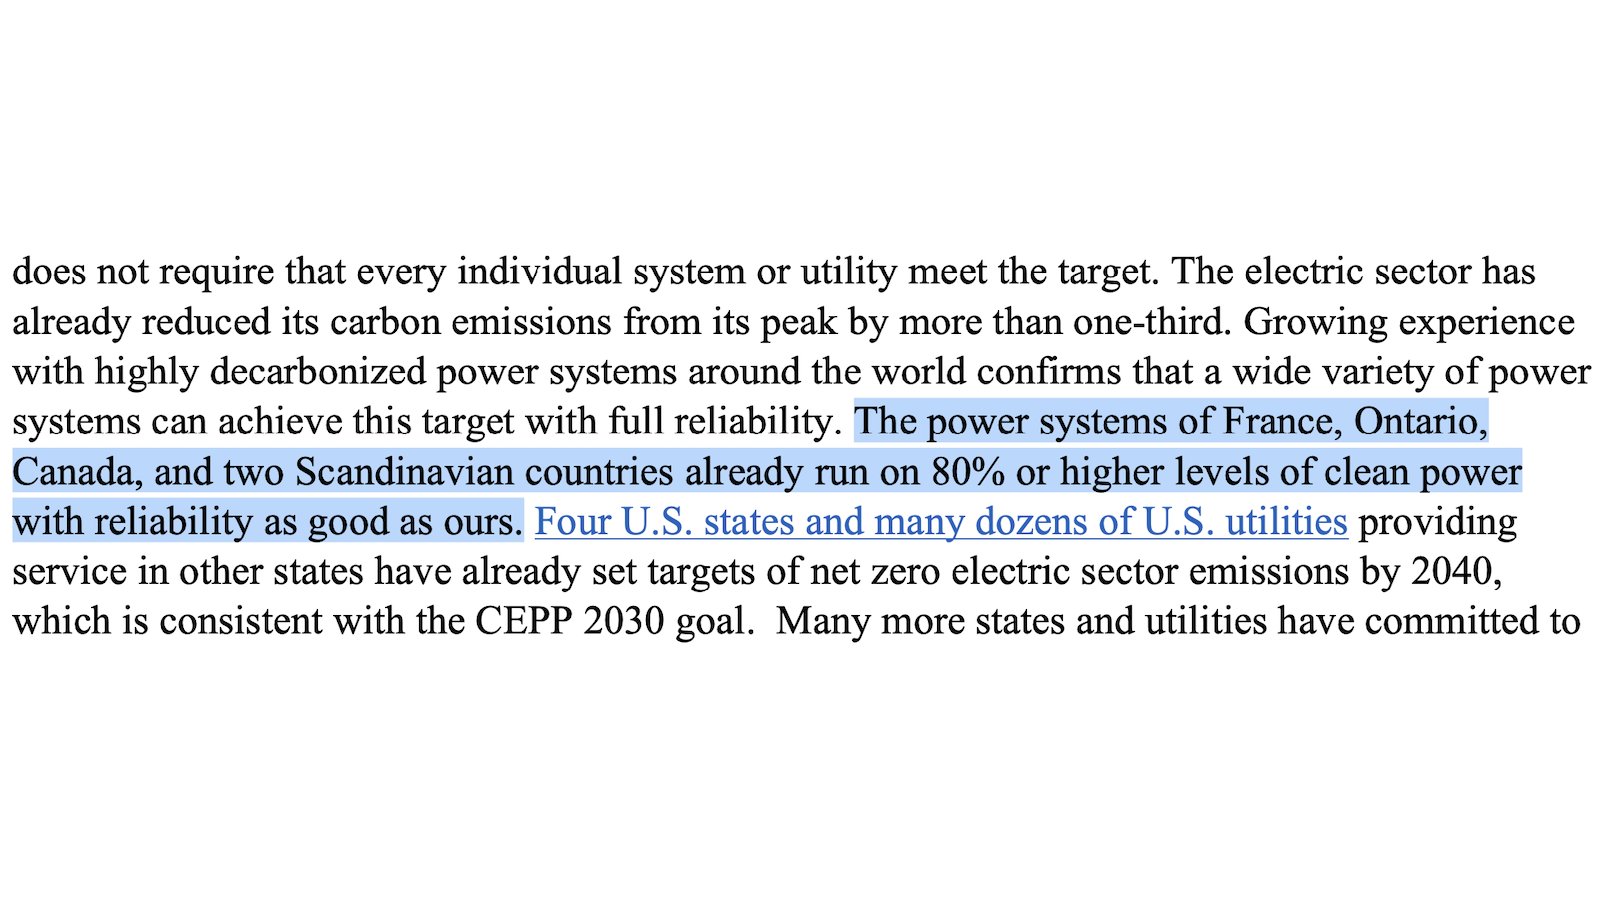 does not require that every individual system or utility meet the target. The electric sector has
already reduced its carbon emissions from its peak by more than one-third. Growing experience
with highly decarbonized power systems around the world confirms that a wide variety of power
systems can achieve this target with full reliability. The power systems of France, Ontario,
Canada, and two Scandinavian countries already run on 80% or higher levels of clean power
with reliability as good as ours. Four U.S. states and many dozens of U.S. utilities providing
service in other states have already set targets of net zero electric sector emissions by 2040,
which is consistent with the CEPP 2030 goal.  Many more states and utilities have committed to